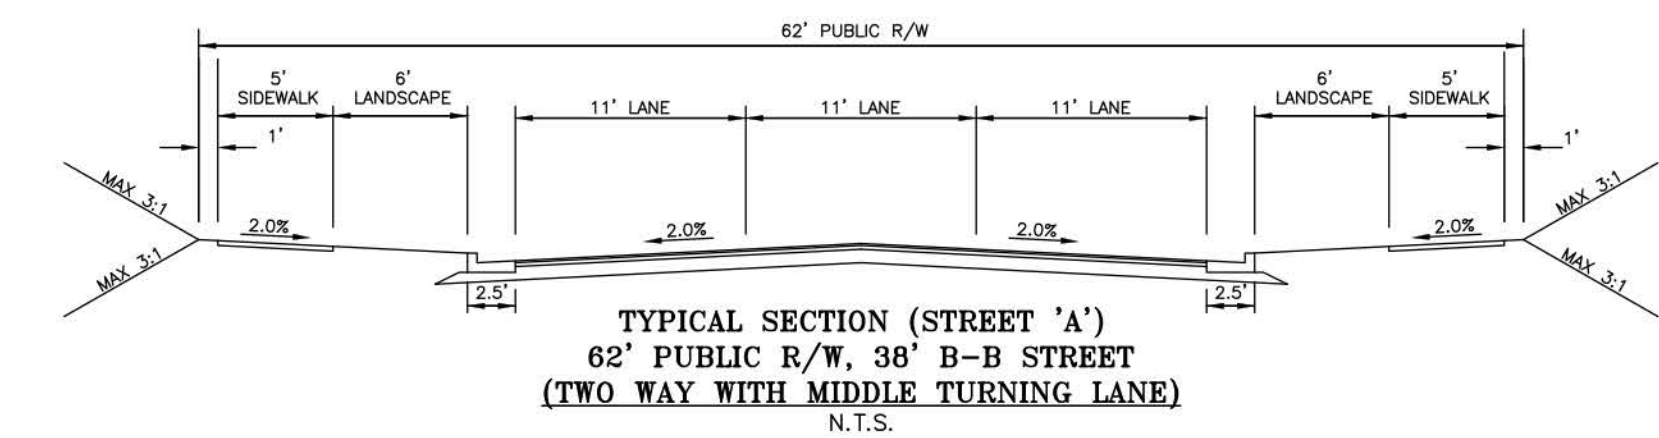 62' PUBLIC R/W
5'
SIDEWALK
6'
LANDSCAPE
11' LANE
11' LANE
11' LANE
6'
LANDSCAPE
5'
SIDEWALK
1'
1'
MAX 3:1
MAX 3:1
2.0%
2.0%
2.0%
2.0%
MAX 3:1
MAX 3:1
2.5'
2.5'
TYPICAL SECTION (STREET 'A')
62' PUBLIC R/W, 38' B-B STREET
(TWO WAY WITH MIDDLE TURNING LANE)
N.T.S.